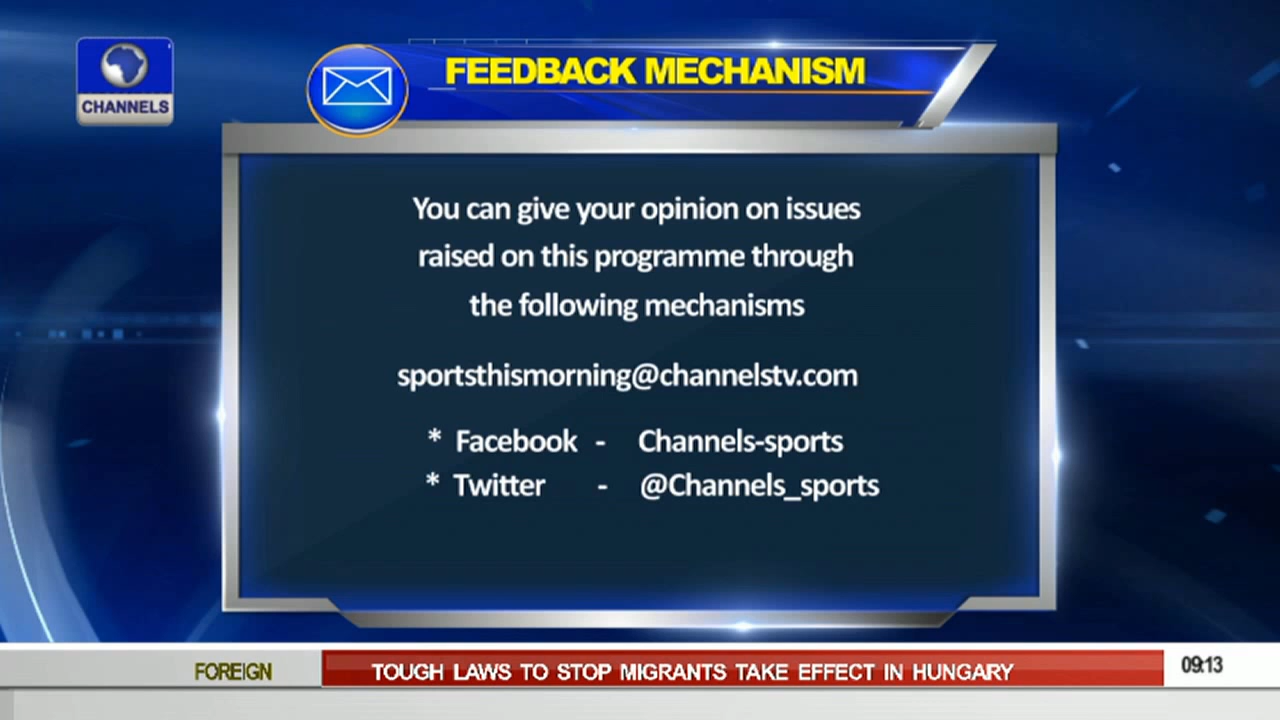 CHANNELS
FEEDBACK MECHANISM
You can give your opinion on issues
raised on this programme through
the following mechanisms
sportsthismorning@channelstv.com
* Facebook - Channels-sports
* Twitter - @Channels_sports
FOREIGN TOUGH LAWS TO STOP MIGRANTS TAKE EFFECT IN HUNGARY 09:13